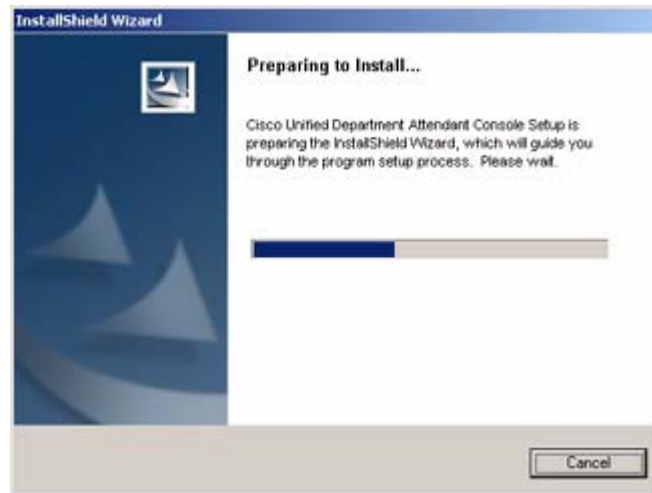 InstallShield Wizard
Preparing to Install...
Cisco Unified Department Attendant Console Setup is
preparing the InstallShield Wizard, which will guide you
through the program setup process. Please wait.
Cancel